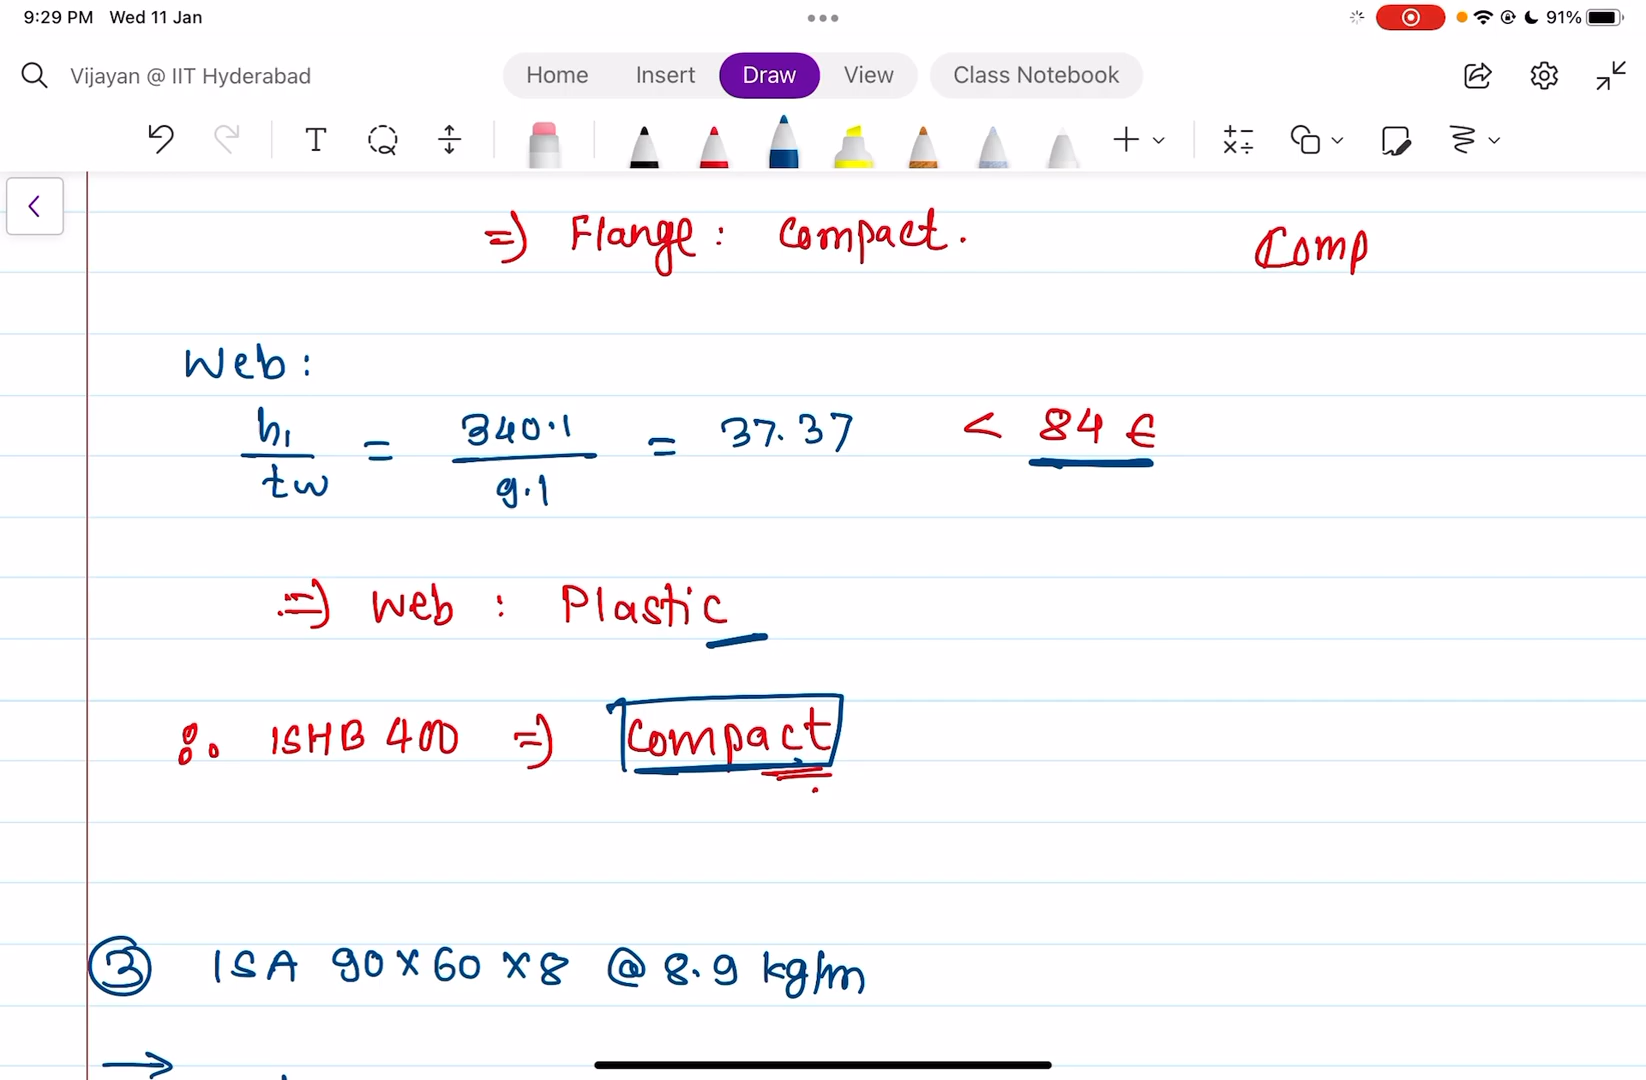 9:29 PM Wed 11 Jan
91%
Vijayan @ IIT Hyderabad
Home Insert Draw View Class Notebook
=) Flange : Compact. Comp
Web :
h₁/tw = 340.1/9.1 = 37.37 < 84 ϵ
=) Web : Plastic
∴ ISHB 400 =) Compact
③ ISA 90 x 60 x 8 @ 8.9 kg/m
→